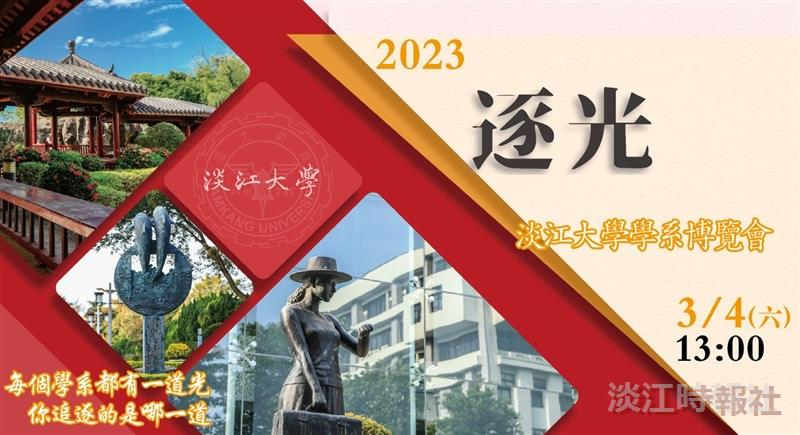 2023
逐光
淡江大學學系博覽會
3/4(六)
13:00
淡江大學
TAMKANG UNIVERSITY
每個學系都有一道光
你追逐的是哪一道
淡江時報社